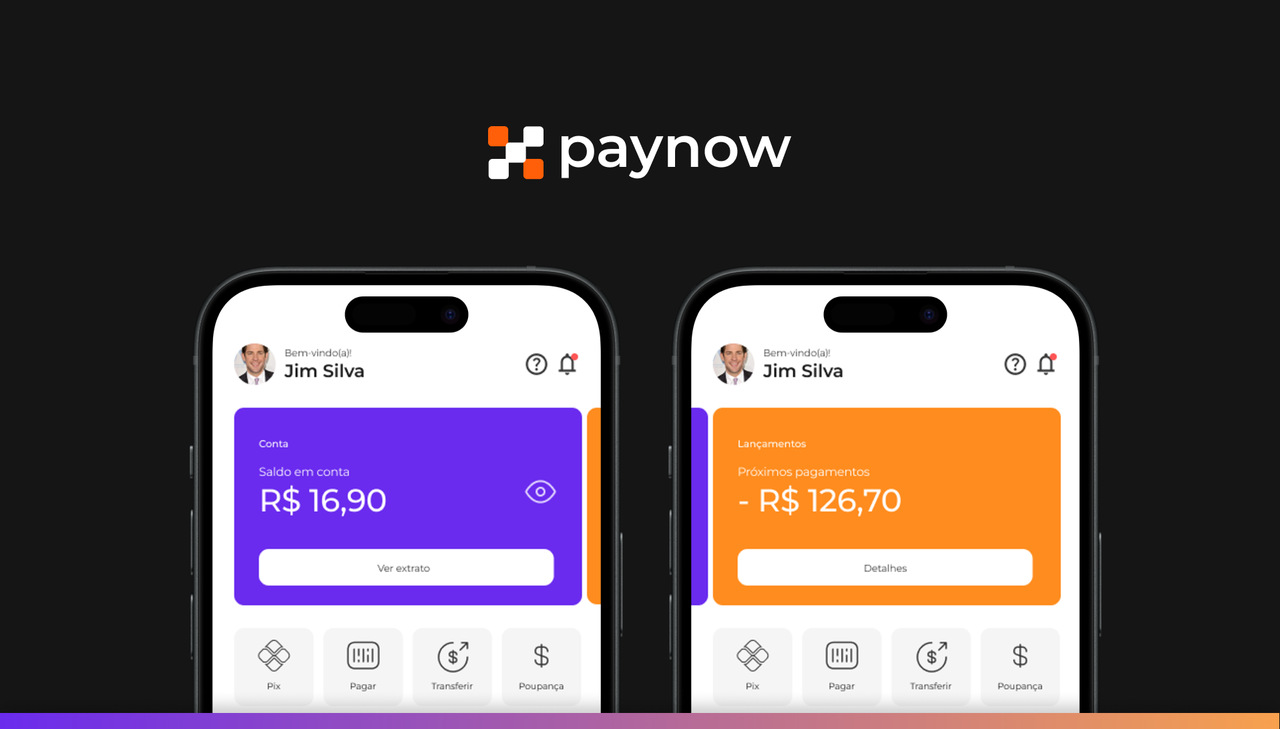 paynow
Bem-vindo(a)!
Jim Silva
Conta
Saldo em conta
R$ 16,90
Ver extrato
Pix
Pagar
Transferir
Poupança
Bem-vindo(a)!
Jim Silva
Lançamentos
Próximos pagamentos
- R$ 126,70
Detalhes
Pix
Pagar
Transferir
Poupança